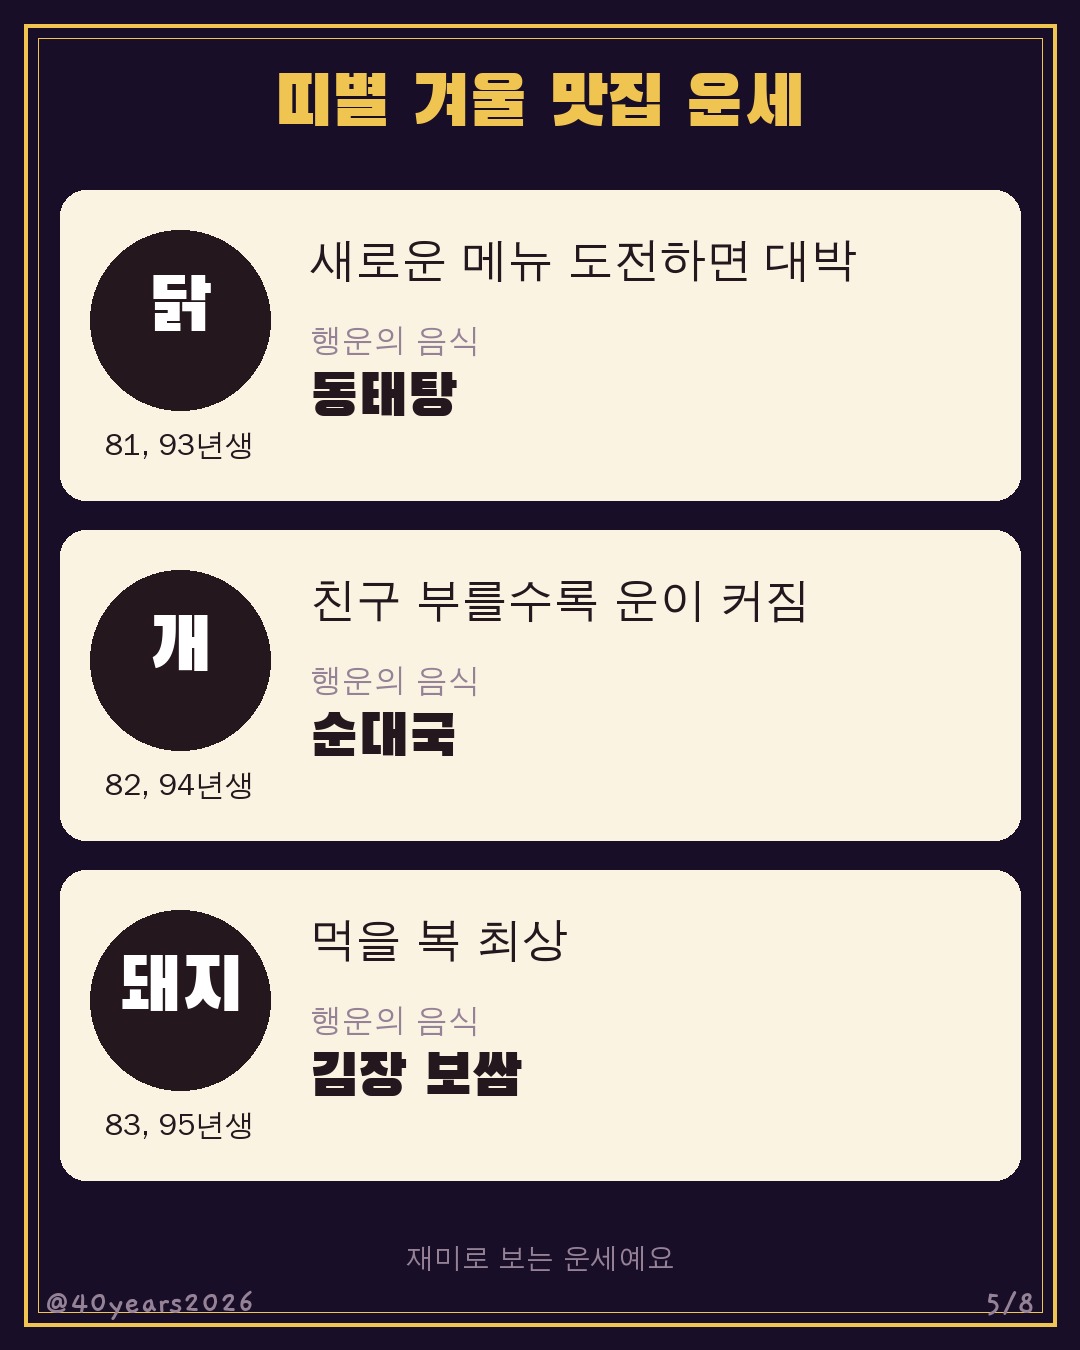 띠별 겨울 맛집 운세
닭
81, 93년생
새로운 메뉴 도전하면 대박
행운의 음식
동태탕
개
82, 94년생
친구 부를수록 운이 커짐
행운의 음식
순대국
돼지
83, 95년생
먹을 복 최상
행운의 음식
김장 보쌈
재미로 보는 운세예요
@40years2026
5/8